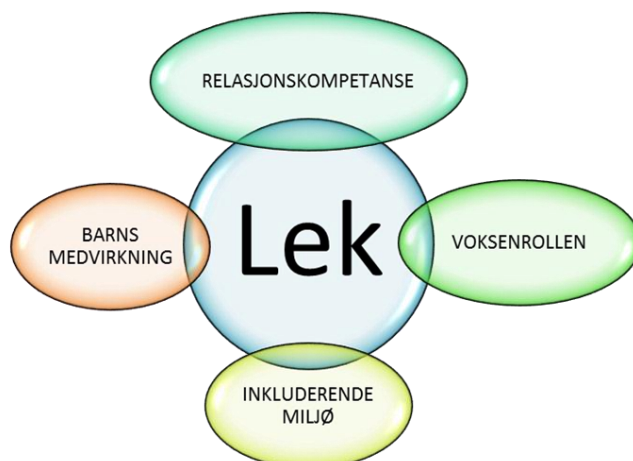 RELASJONSKOMPETANSE
BARNS
MEDVIRKNING
Lek
VOKSENROLLEN
INKLUDERENDE
MILJØ